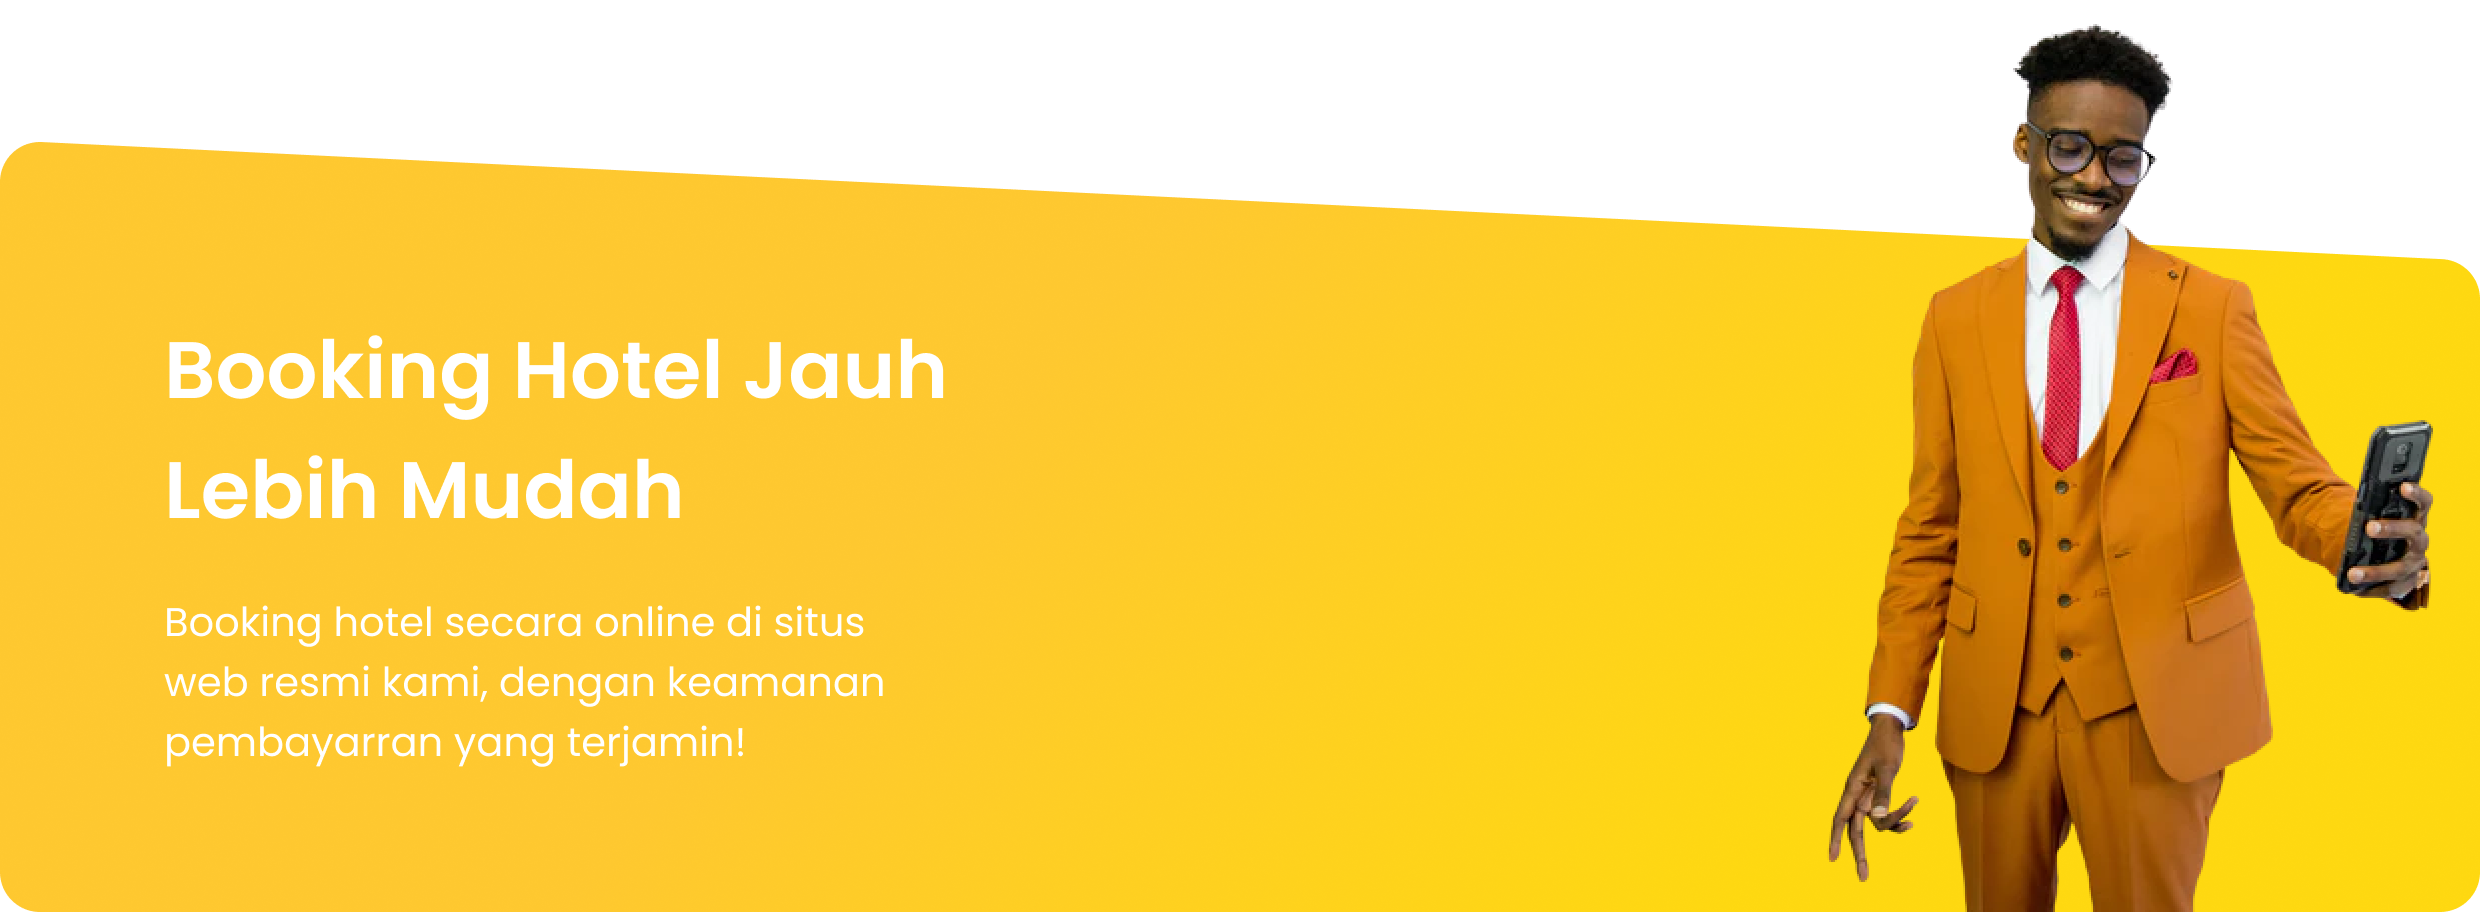 Booking Hotel Jauh
Lebih Mudah
Booking hotel secara online di situs
web resmi kami, dengan keamanan
pembayarran yang terjamin!